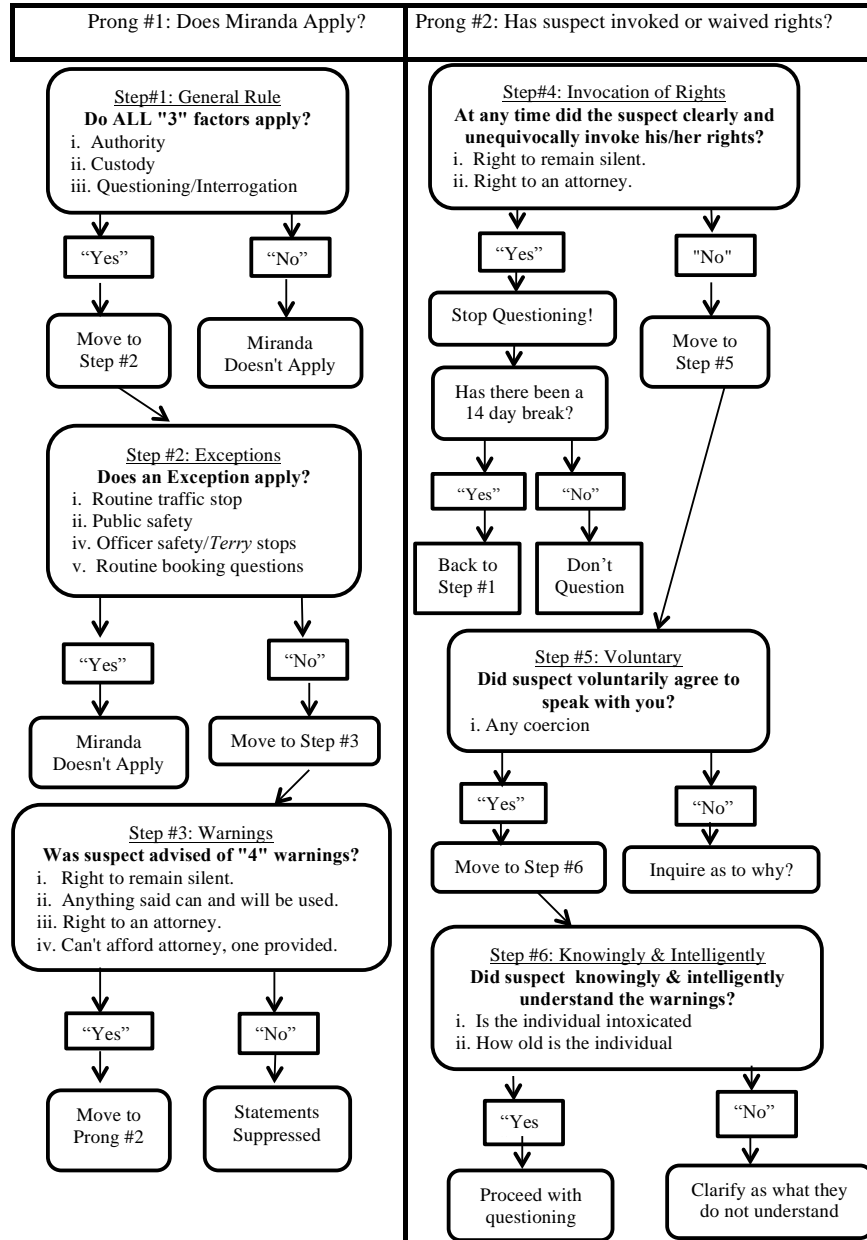 Prong #1: Does Miranda Apply?
Step#1: General Rule
Do ALL "3" factors apply?
i. Authority
ii. Custody
iii. Questioning/Interrogation
“Yes”
“No”
Move to
Step #2
Miranda
Doesn't Apply
Step #2: Exceptions
Does an Exception apply?
i. Routine traffic stop
ii. Public safety
iv. Officer safety/Terry stops
v. Routine booking questions
“Yes”
“No”
Miranda
Doesn't Apply
Move to Step #3
Step #3: Warnings
Was suspect advised of "4" warnings?
i. Right to remain silent.
ii. Anything said can and will be used.
iii. Right to an attorney.
iv. Can't afford attorney, one provided.
“Yes”
“No”
Move to
Prong #2
Statements
Suppressed
Prong #2: Has suspect invoked or waived rights?
Step#4: Invocation of Rights
At any time did the suspect clearly and
unequivocally invoke his/her rights?
i. Right to remain silent.
ii. Right to an attorney.
“Yes”
"No"
Stop Questioning!
Move to
Step #5
Has there been a
14 day break?
“Yes”
“No”
Back to
Step #1
Don’t
Question
Step #5: Voluntary
Did suspect voluntarily agree to
speak with you?
i. Any coercion
“Yes”
“No”
Move to Step #6
Inquire as to why?
Step #6: Knowingly & Intelligently
Did suspect knowingly & intelligently
understand the warnings?
i. Is the individual intoxicated
ii. How old is the individual
“Yes
“No”
Proceed with
questioning
Clarify as what they
do not understand